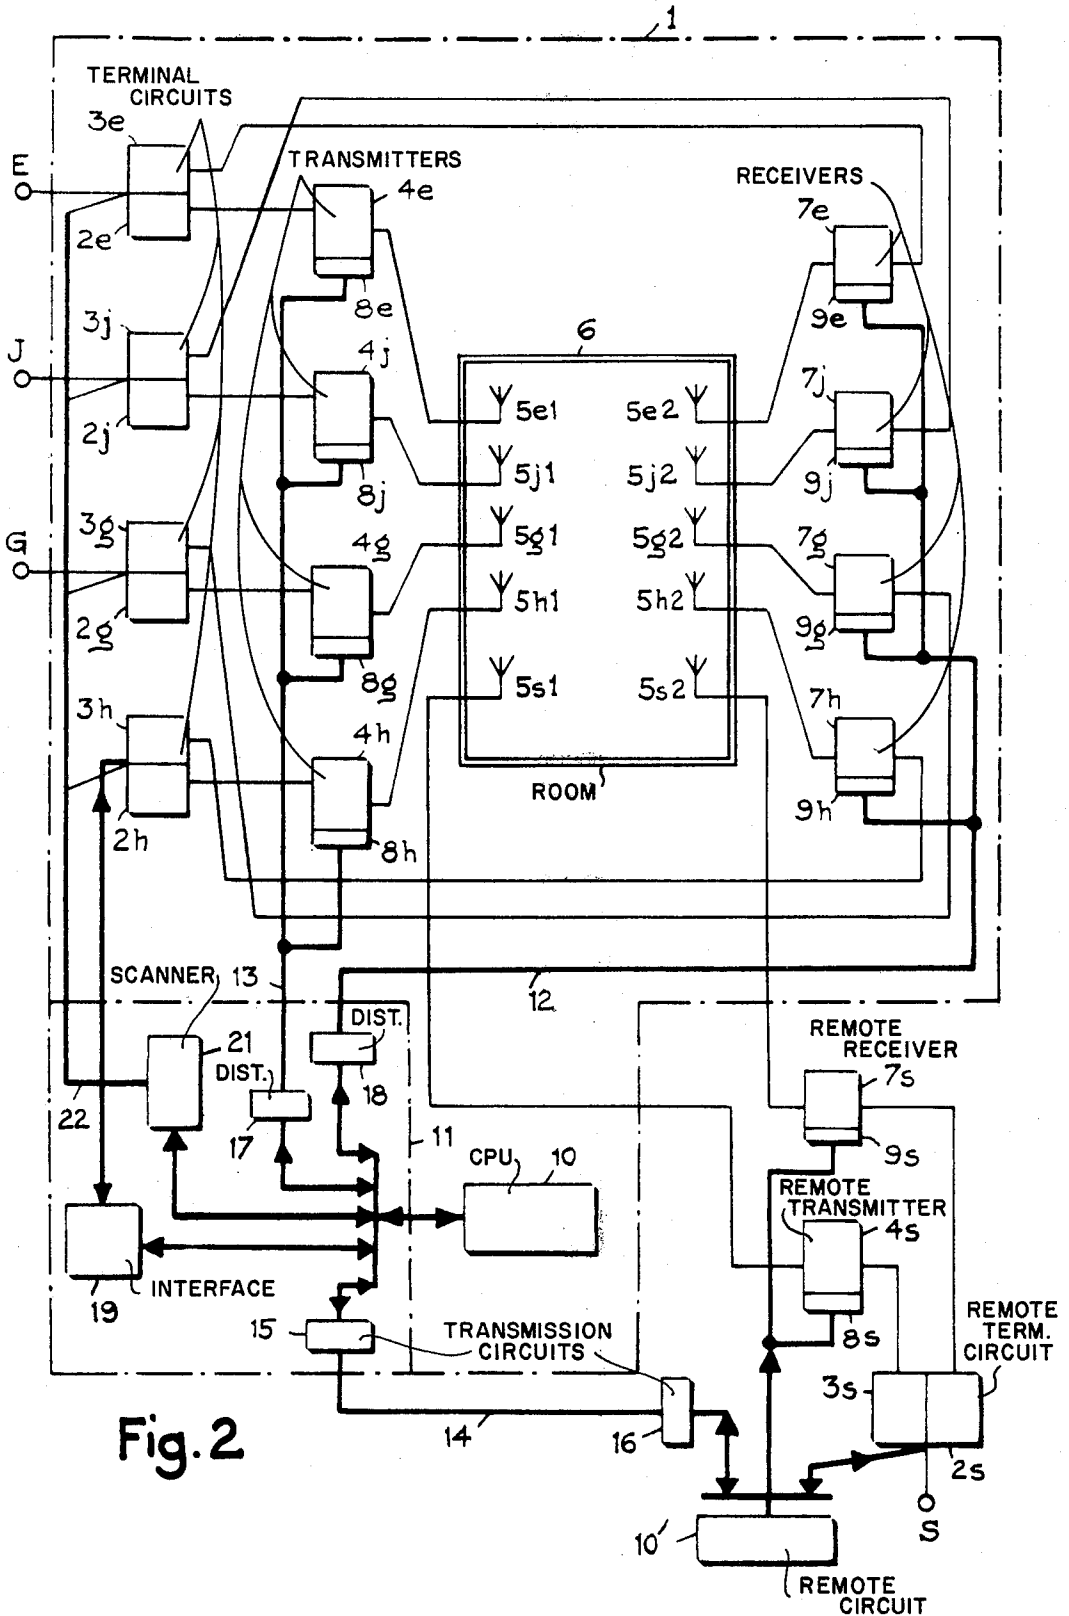 1
TERMINAL
CIRCUITS
3e
E
2e
TRANSMITTERS
4e
8e
RECEIVERS
7e
9e
3j
J
2j
4j
8j
6
5e1
5e2
7j
9j
5j1
5j2
3g
G
2g
4g
8g
5g1
5g2
7g
9g
5h1
5h2
5s1
5s2
3h
2h
4h
8h
ROOM
7h
9h
SCANNER
13
12
21
DIST.
18
DIST.
17
22
11
REMOTE
RECEIVER
7s
9s
CPU
10
REMOTE
TRANSMITTER
4s
8s
INTERFACE
19
15
TRANSMISSION
CIRCUITS
REMOTE
TERM.
CIRCUIT
3s
2s
S
14
16
Fig. 2
10'
REMOTE
CIRCUIT